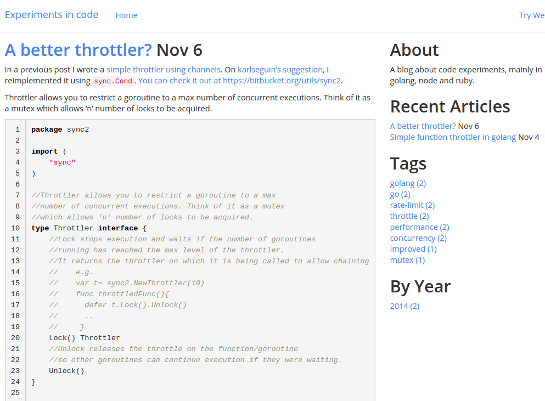 Experiments in code Home Try We
A better throttler? Nov 6
In a previous post I wrote a simple throttler using channels. On karlseguin's suggestion, I
reimplemented it using sync.Cond. You can check it out at https://bitbucket.org/utils/sync2.
Throttler allows you to restrict a goroutine to a max number of concurrent executions. Think of it as
a mutex which allows 'n' number of locks to be acquired.
1 package sync2
2
3 import (
4 "sync"
5 )
6
7 //Throttler allows you to restrict a goroutine to a max
8 //number of concurrent executions. Think of it as a mutex
9 //which allows 'n' number of locks to be acquired.
10 type Throttler interface {
11 //Lock stops execution and waits if the number of goroutines
12 //running has reached the max level of the throttler.
13 //It returns the throttler on which it is being called to allow chaining
14 // e.g.
15 // var t= sync2.NewThrottler(10)
16 // func throttledFunc(){
17 // defer t.Lock().Unlock()
18 // ..
19 // }
20 Lock() Throttler
21 //Unlock releases the throttle on the function/goroutine
22 //so other goroutines can continue execution if they were waiting.
23 Unlock()
24 }
25
About
A blog about code experiments, mainly in
golang, node and ruby.
Recent Articles
A better throttler? Nov 6
Simple function throttler in golang Nov 4
Tags
golang (2)
go (2)
rate-limit (2)
throttle (2)
performance (2)
concurrency (2)
improved (1)
mutex (1)
By Year
2014 (2)